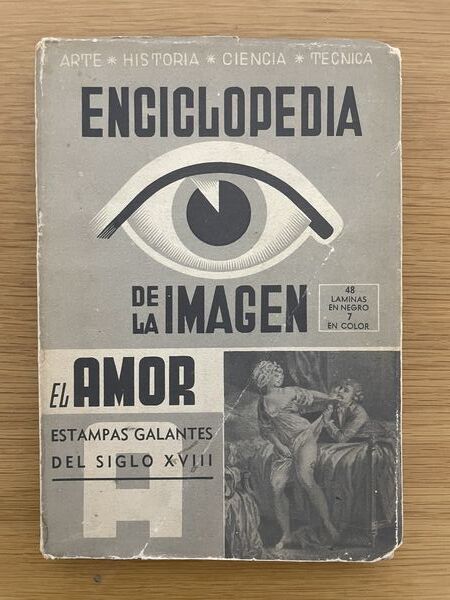 ARTE * HISTORIA * CIENCIA * TECNICA
ENCICLOPEDIA
DE LA IMAGEN
48
LAMINAS
EN NEGRO
7
EN COLOR
EL AMOR
ESTAMPAS GALANTES
DEL SIGLO XVIII
A